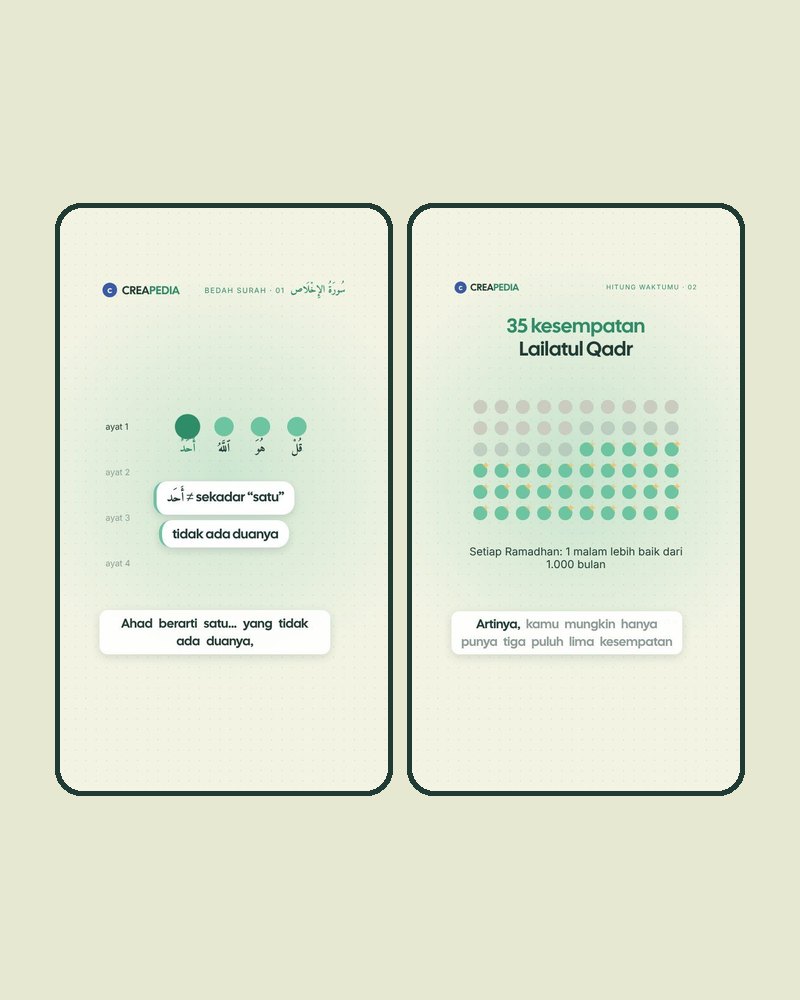 C CREAPEDIA
BEDAH SURAH · 01 سُورَةُ الإِخْلَاص
ayat 1
قُلْ هُوَ ٱللَّهُ أَحَدٌ
ayat 2
أَحَد ≠ sekadar “satu”
ayat 3
tidak ada duanya
ayat 4
Ahad berarti satu... yang tidak
ada duanya,
C CREAPEDIA
HITUNG WAKTUMU · 02
35 kesempatan
Lailatul Qadr
Setiap Ramadhan: 1 malam lebih baik dari
1.000 bulan
Artinya, kamu mungkin hanya
punya tiga puluh lima kesempatan